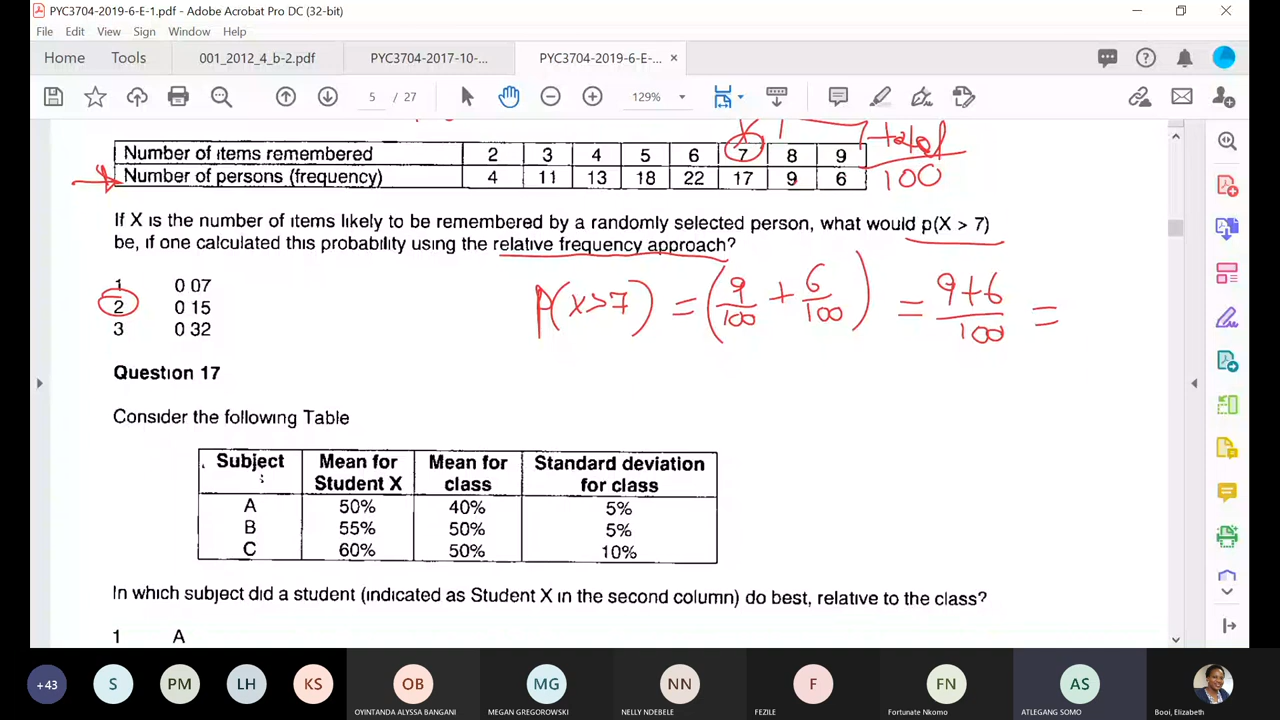 PYC3704-2019-6-E-1.pdf - Adobe Acrobat Pro DC (32-bit)
File Edit View Sign Window Help
Home Tools 001_2012_4_b-2.pdf PYC3704-2017-10-... PYC3704-2019-6-E-... ×
5 / 27 129%
total
Number of items remembered 2 3 4 5 6 7 8 9
Number of persons (frequency) 4 11 13 18 22 17 9 6 100
If X is the number of items likely to be remembered by a randomly selected person, what would p(X > 7)
be, if one calculated this probability using the relative frequency approach?
1 0 07
2 0 15
3 0 32
P(X>7) = (9/100 + 6/100) = 9+6/100 =
Question 17
Consider the following Table
Subject Mean for Student X Mean for class Standard deviation for class
A 50% 40% 5%
B 55% 50% 5%
C 60% 50% 10%
In which subject did a student (indicated as Student X in the second column) do best, relative to the class?
1 A
+43 S PM LH KS OB MG NN F FN AS
OYINTANDA ALYSSA BANGANI MEGAN GREGOROWSKI NELLY NDEBELE FEZILE Fortunate Nkomo ATLEGANG SOMO Booi, Elizabeth